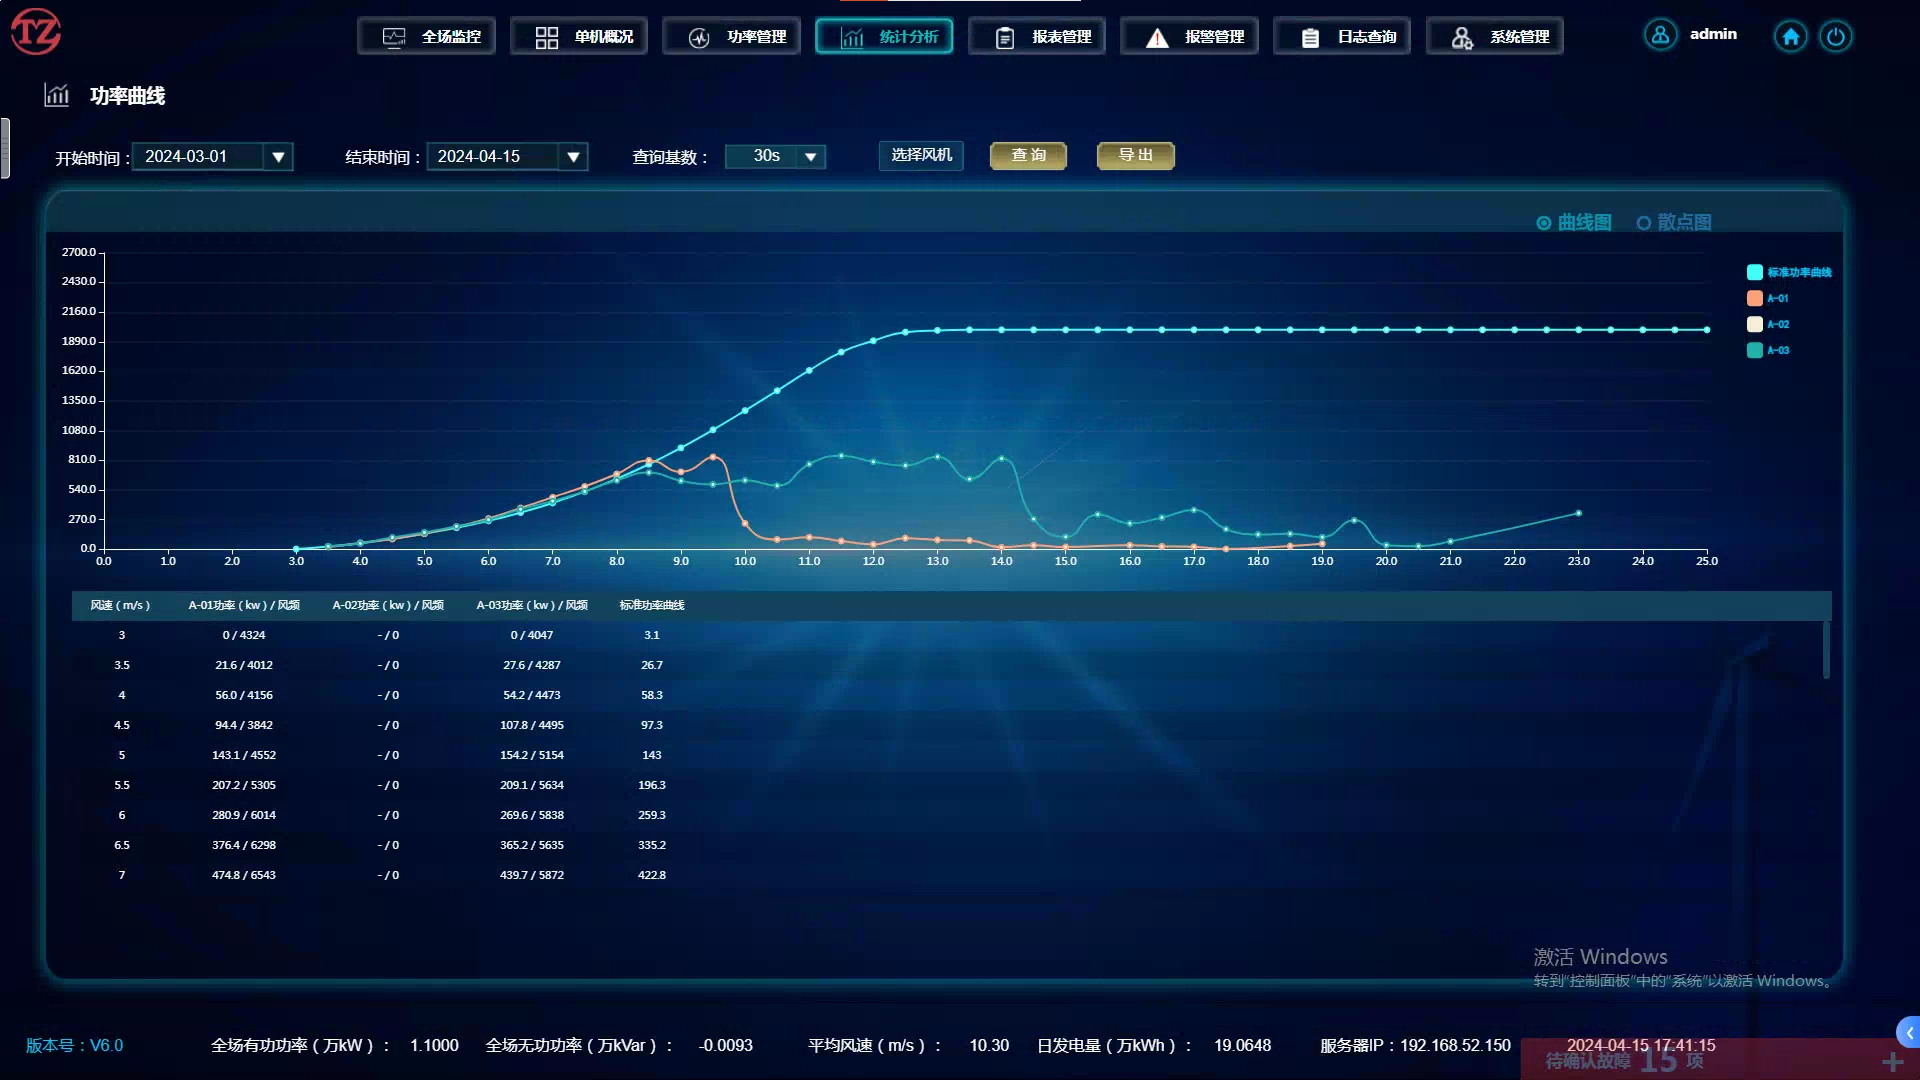 TZ
全场监控 单机概况 功率管理 统计分析 报表管理 报警管理 日志查询 系统管理 admin
功率曲线
开始时间： 2024-03-01 结束时间： 2024-04-15 查询基数： 30s 选择风机 查 询 导 出
曲线图 散点图
标准功率曲线
A-01
A-02
A-03
2700.0
2430.0
2160.0
1890.0
1620.0
1350.0
1080.0
810.0
540.0
270.0
0.0
0.0 1.0 2.0 3.0 4.0 5.0 6.0 7.0 8.0 9.0 10.0 11.0 12.0 13.0 14.0 15.0 16.0 17.0 18.0 19.0 20.0 21.0 22.0 23.0 24.0 25.0
风速（m/s） A-01功率（kw）/ 风频 A-02功率（kw）/ 风频 A-03功率（kw）/ 风频 标准功率曲线
3 0 / 4324 - / 0 0 / 4047 3.1
3.5 21.6 / 4012 - / 0 27.6 / 4287 26.7
4 56.0 / 4156 - / 0 54.2 / 4473 58.3
4.5 94.4 / 3842 - / 0 107.8 / 4495 97.3
5 143.1 / 4552 - / 0 154.2 / 5154 143
5.5 207.2 / 5305 - / 0 209.1 / 5634 196.3
6 280.9 / 6014 - / 0 269.6 / 5838 259.3
6.5 376.4 / 6298 - / 0 365.2 / 5635 335.2
7 474.8 / 6543 - / 0 439.7 / 5872 422.8
激活 Windows
转到"控制面板"中的"系统"以激活 Windows。
版本号：V6.0 全场有功功率（万kW）： 1.1000 全场无功功率（万kVar）： -0.0093 平均风速（m/s）： 10.30 日发电量（万kWh）： 19.0648 服务器IP：192.168.52.150 2024-04-15 17:41:15
待确认故障 15 项